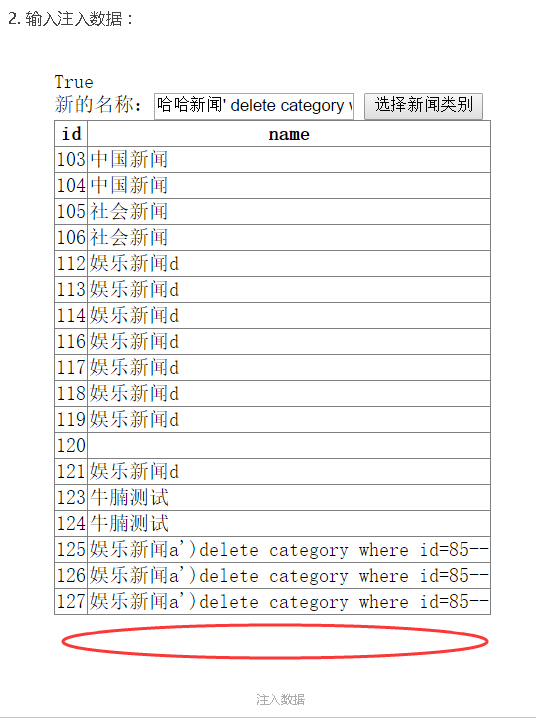 2. 输入注入数据：
True
新的名称： 哈哈新闻' delete category w 选择新闻类别
id name
103 中国新闻
104 中国新闻
105 社会新闻
106 社会新闻
112 娱乐新闻d
113 娱乐新闻d
114 娱乐新闻d
116 娱乐新闻d
117 娱乐新闻d
118 娱乐新闻d
119 娱乐新闻d
120
121 娱乐新闻d
123 牛腩测试
124 牛腩测试
125 娱乐新闻a')delete category where id=85--
126 娱乐新闻a')delete category where id=85--
127 娱乐新闻a')delete category where id=85--
注入数据